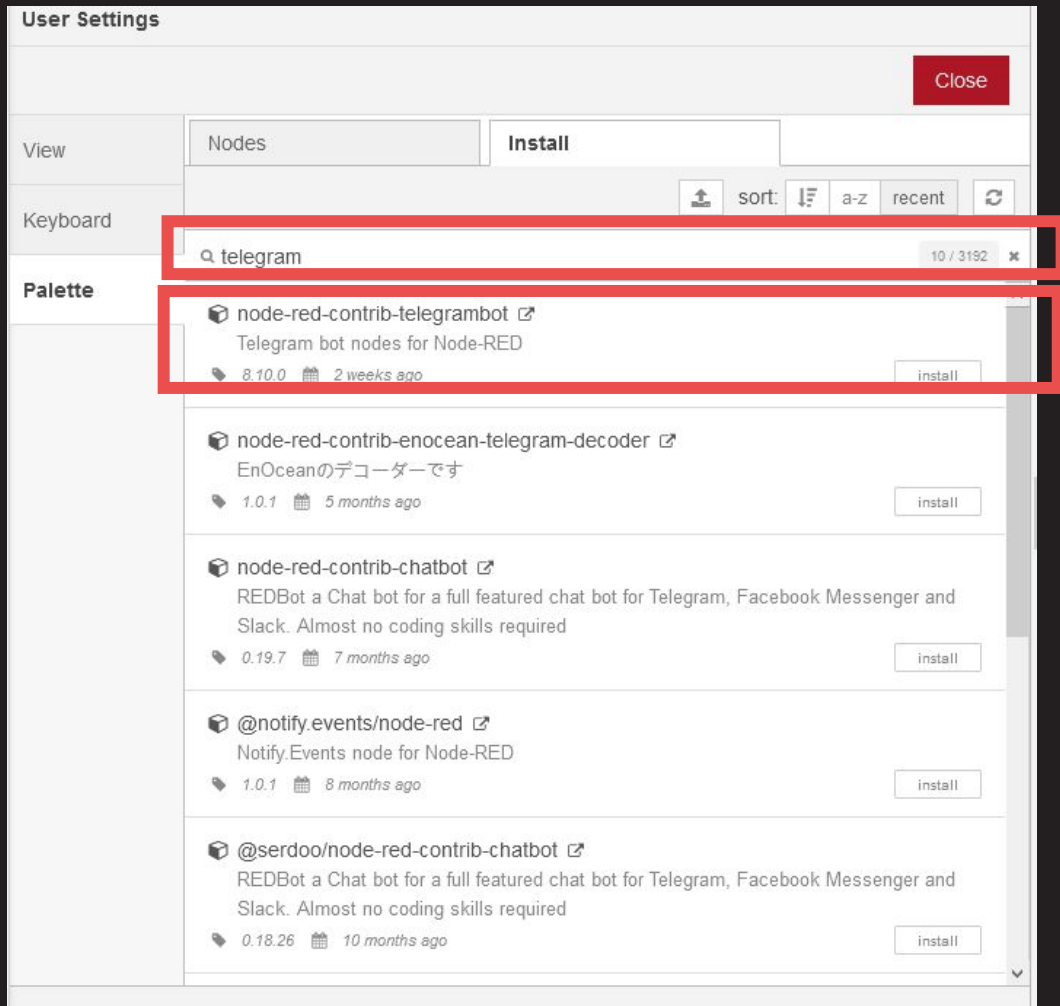 User Settings
Close
View
Keyboard
Palette
Nodes
Install
sort: a-z recent
telegram 10 / 3192
node-red-contrib-telegrambot
Telegram bot nodes for Node-RED
8.10.0 2 weeks ago install
node-red-contrib-enocean-telegram-decoder
EnOceanのデコーダーです
1.0.1 5 months ago install
node-red-contrib-chatbot
REDBot a Chat bot for a full featured chat bot for Telegram, Facebook Messenger and
Slack. Almost no coding skills required
0.19.7 7 months ago install
@notify.events/node-red
Notify.Events node for Node-RED
1.0.1 8 months ago install
@serdoo/node-red-contrib-chatbot
REDBot a Chat bot for a full featured chat bot for Telegram, Facebook Messenger and
Slack. Almost no coding skills required
0.18.26 10 months ago install